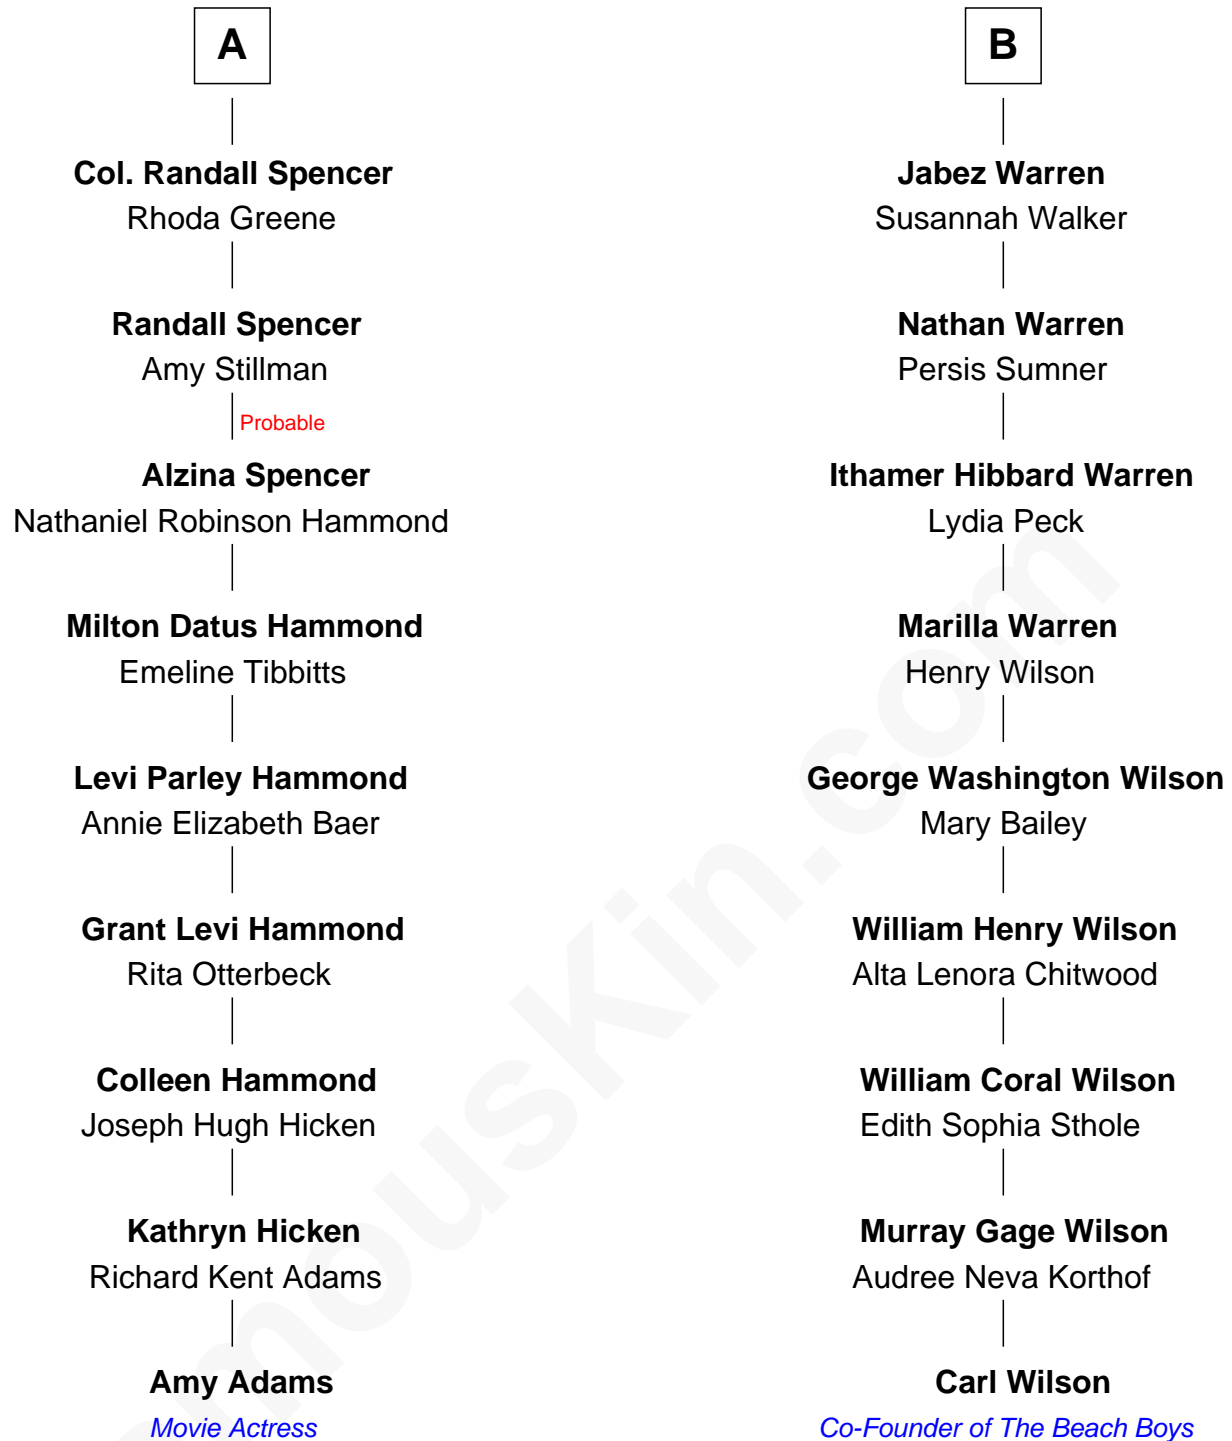 A
Col. Randall Spencer
Rhoda Greene
Randall Spencer
Amy Stillman
Probable
Alzina Spencer
Nathaniel Robinson Hammond
Milton Datus Hammond
Emeline Tibbitts
Levi Parley Hammond
Annie Elizabeth Baer
Grant Levi Hammond
Rita Otterbeck
Colleen Hammond
Joseph Hugh Hicken
Kathryn Hicken
Richard Kent Adams
Amy Adams
Movie Actress
B
Jabez Warren
Susannah Walker
Nathan Warren
Persis Sumner
Ithamer Hibbard Warren
Lydia Peck
Marilla Warren
Henry Wilson
George Washington Wilson
Mary Bailey
William Henry Wilson
Alta Lenora Chitwood
William Coral Wilson
Edith Sophia Sthole
Murray Gage Wilson
Audree Neva Korthof
Carl Wilson
Co-Founder of The Beach Boys
mousKin.com